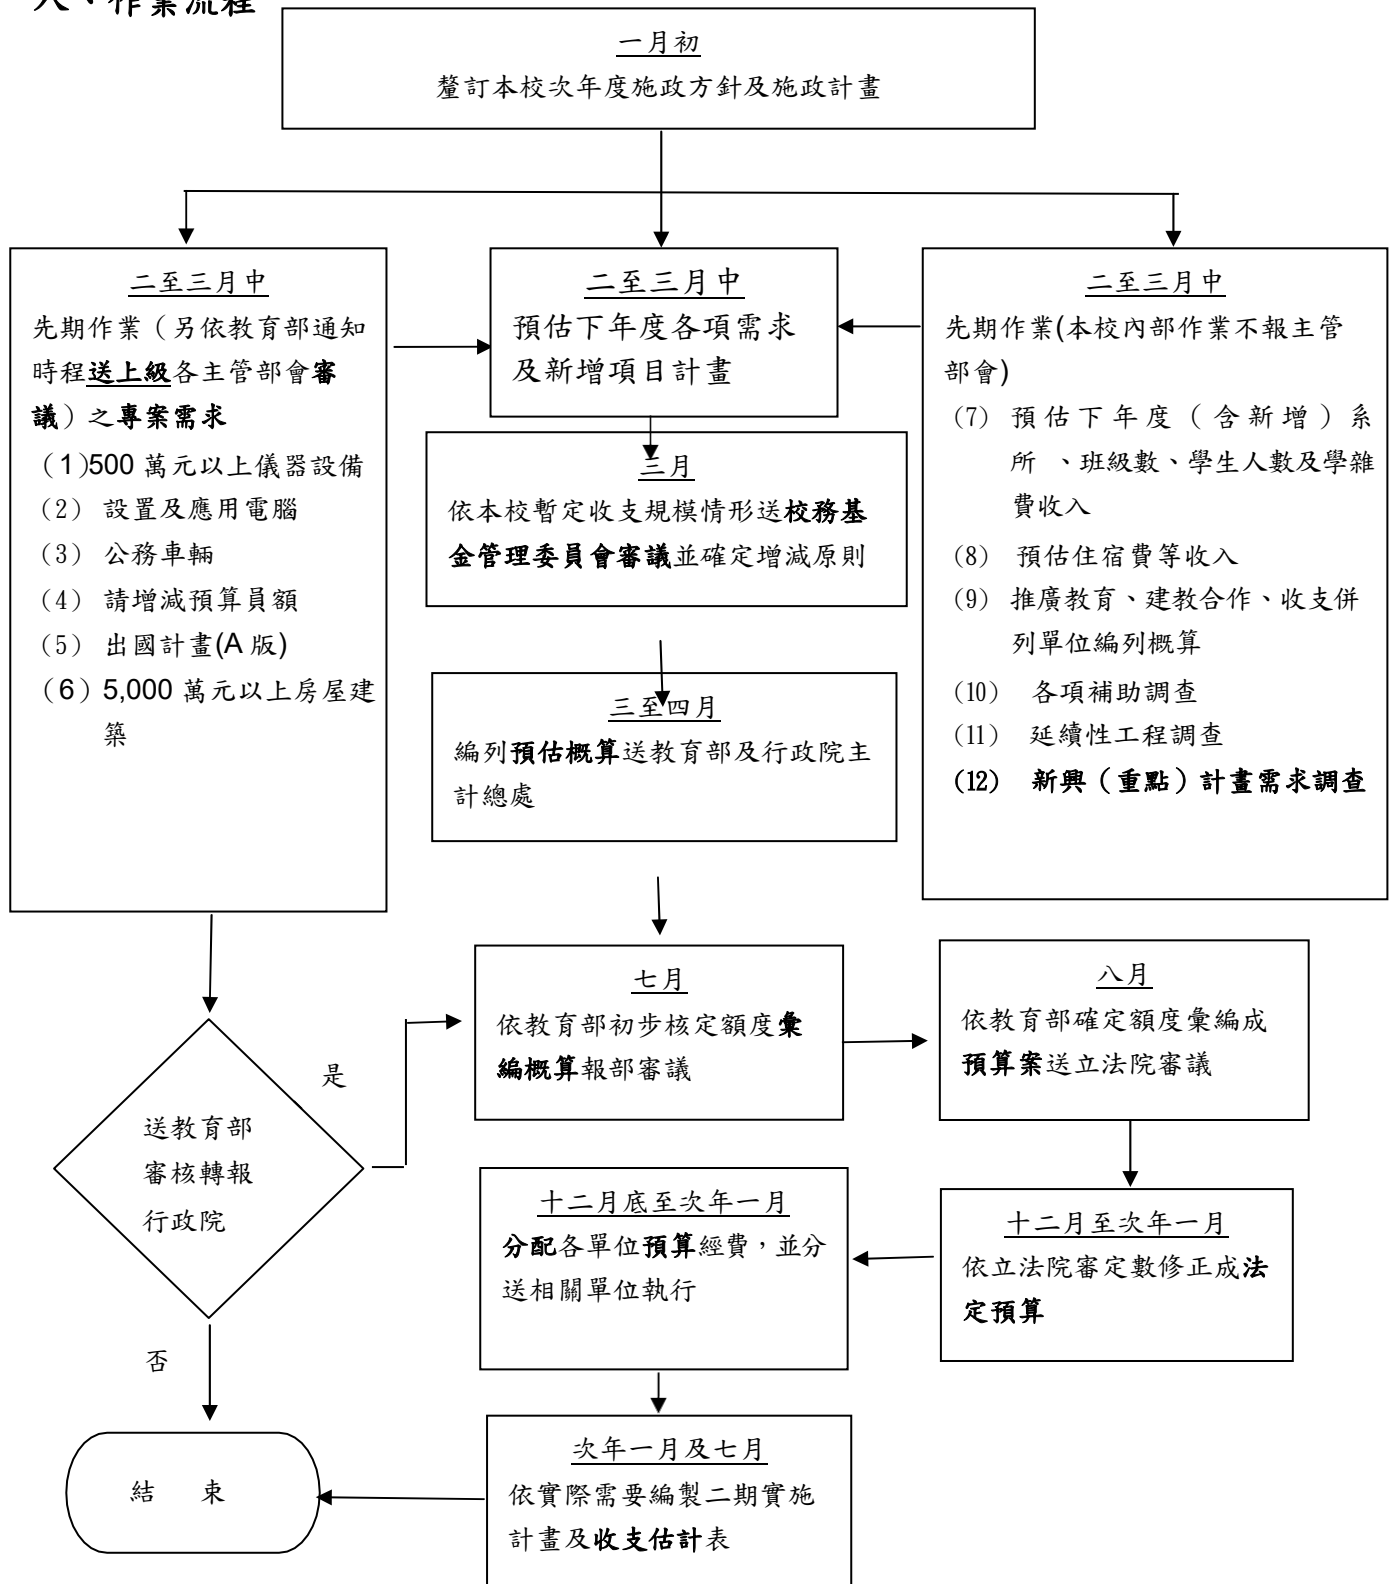 八、作業流程
一月初
釐訂本校次年度施政方針及施政計畫
二至三月中
先期作業（另依教育部通知
時程送上級各主管部會審
議）之專案需求
（1）500 萬元以上儀器設備
（2） 設置及應用電腦
（3） 公務車輛
（4） 請增減預算員額
（5） 出國計畫(A 版)
（6）5,000 萬元以上房屋建
築
二至三月中
預估下年度各項需求
及新增項目計畫
二至三月中
先期作業(本校內部作業不報主管
部會)
（7） 預估下年度（含新增）系
所 、班級數、學生人數及學雜
費收入
（8） 預估住宿費等收入
（9） 推廣教育、建教合作、收支併
列單位編列概算
（10） 各項補助調查
（11） 延續性工程調查
（12） 新興（重點）計畫需求調查
三月
依本校暫定收支規模情形送校務基
金管理委員會審議並確定增減原則
三至四月
編列預估概算送教育部及行政院主
計總處
七月
依教育部初步核定額度彙
編概算報部審議
八月
依教育部確定額度彙編成
預算案送立法院審議
是
送教育部
審核轉報
行政院
否
十二月底至次年一月
分配各單位預算經費，並分
送相關單位執行
十二月至次年一月
依立法院審定數修正成法
定預算
次年一月及七月
依實際需要編製二期實施
計畫及收支估計表
結 束